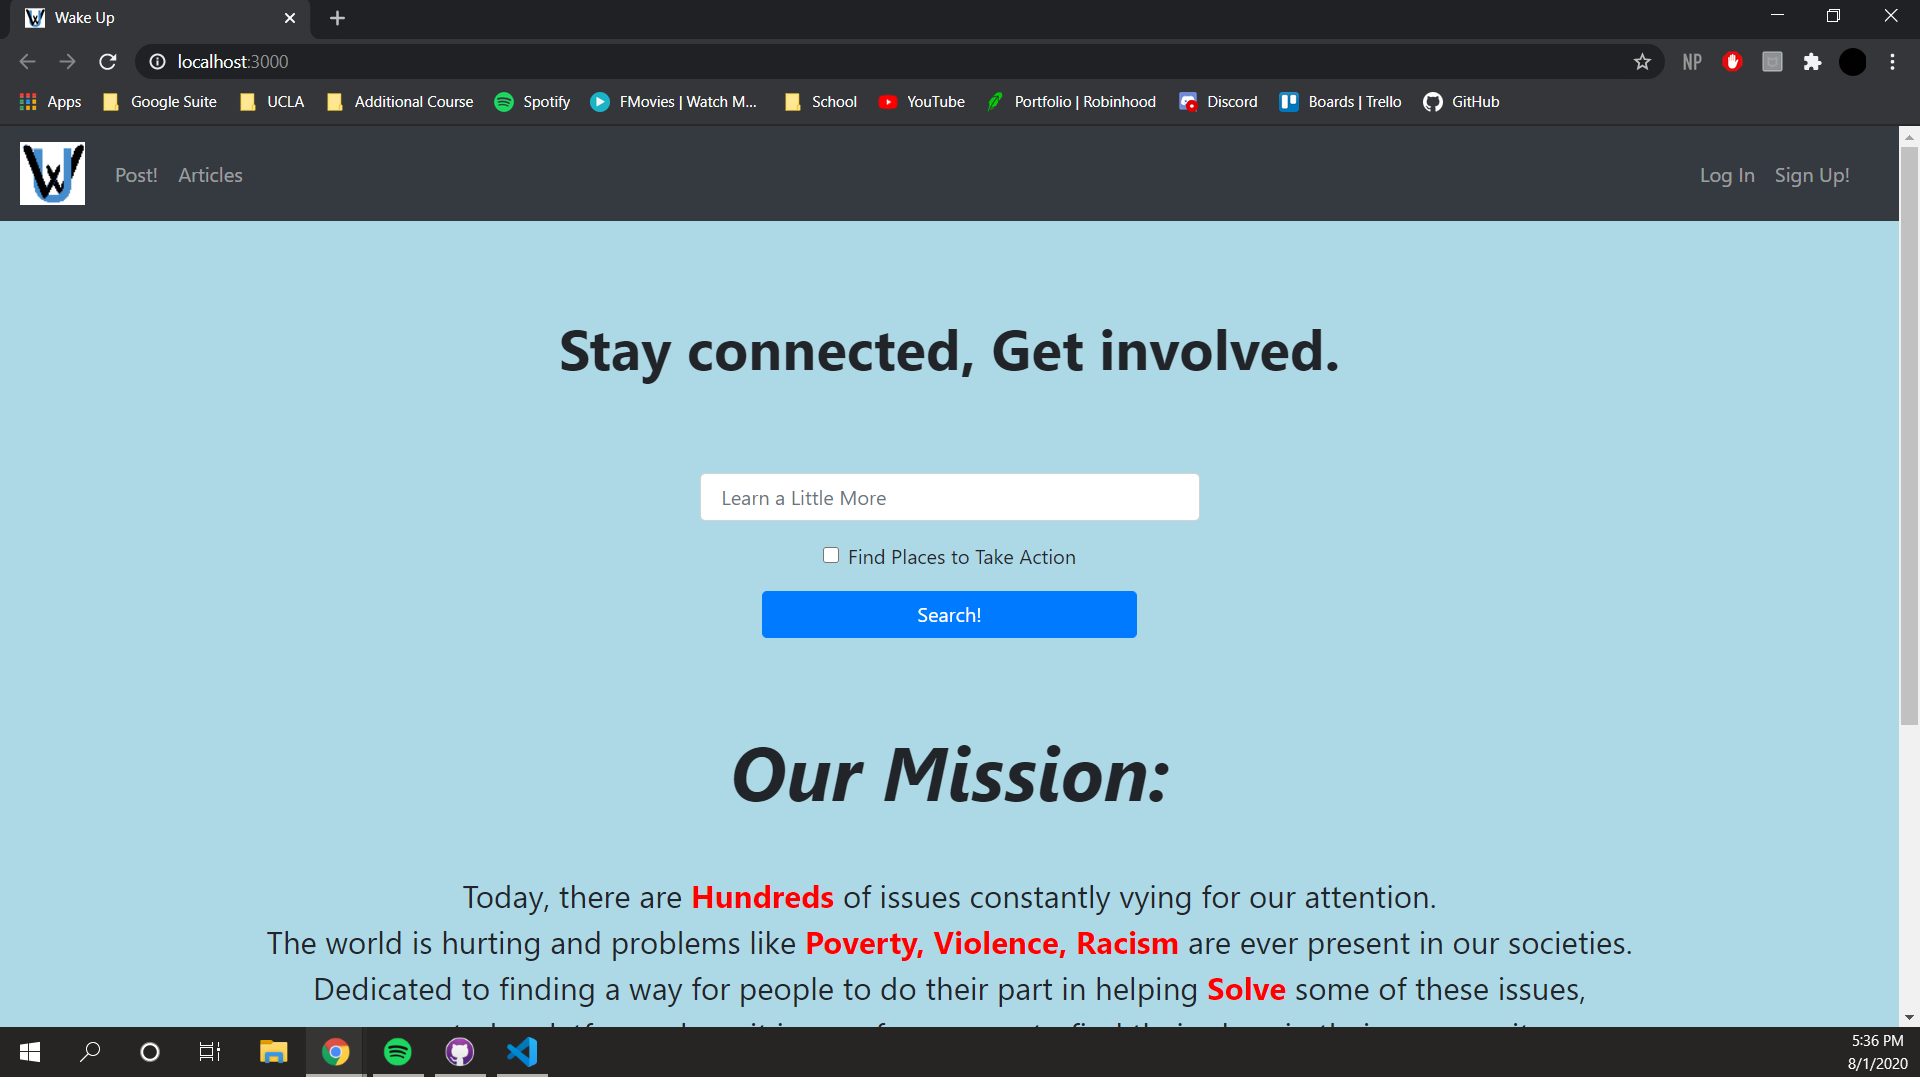 Wake Up
localhost:3000
NP
Apps Google Suite UCLA Additional Course Spotify FMovies | Watch M... School YouTube Portfolio | Robinhood Discord Boards | Trello GitHub
Post! Articles Log In Sign Up!
Stay connected, Get involved.
Learn a Little More
Find Places to Take Action
Search!
Our Mission:
Today, there are Hundreds of issues constantly vying for our attention.
The world is hurting and problems like Poverty, Violence, Racism are ever present in our societies.
Dedicated to finding a way for people to do their part in helping Solve some of these issues,
5:36 PM
8/1/2020